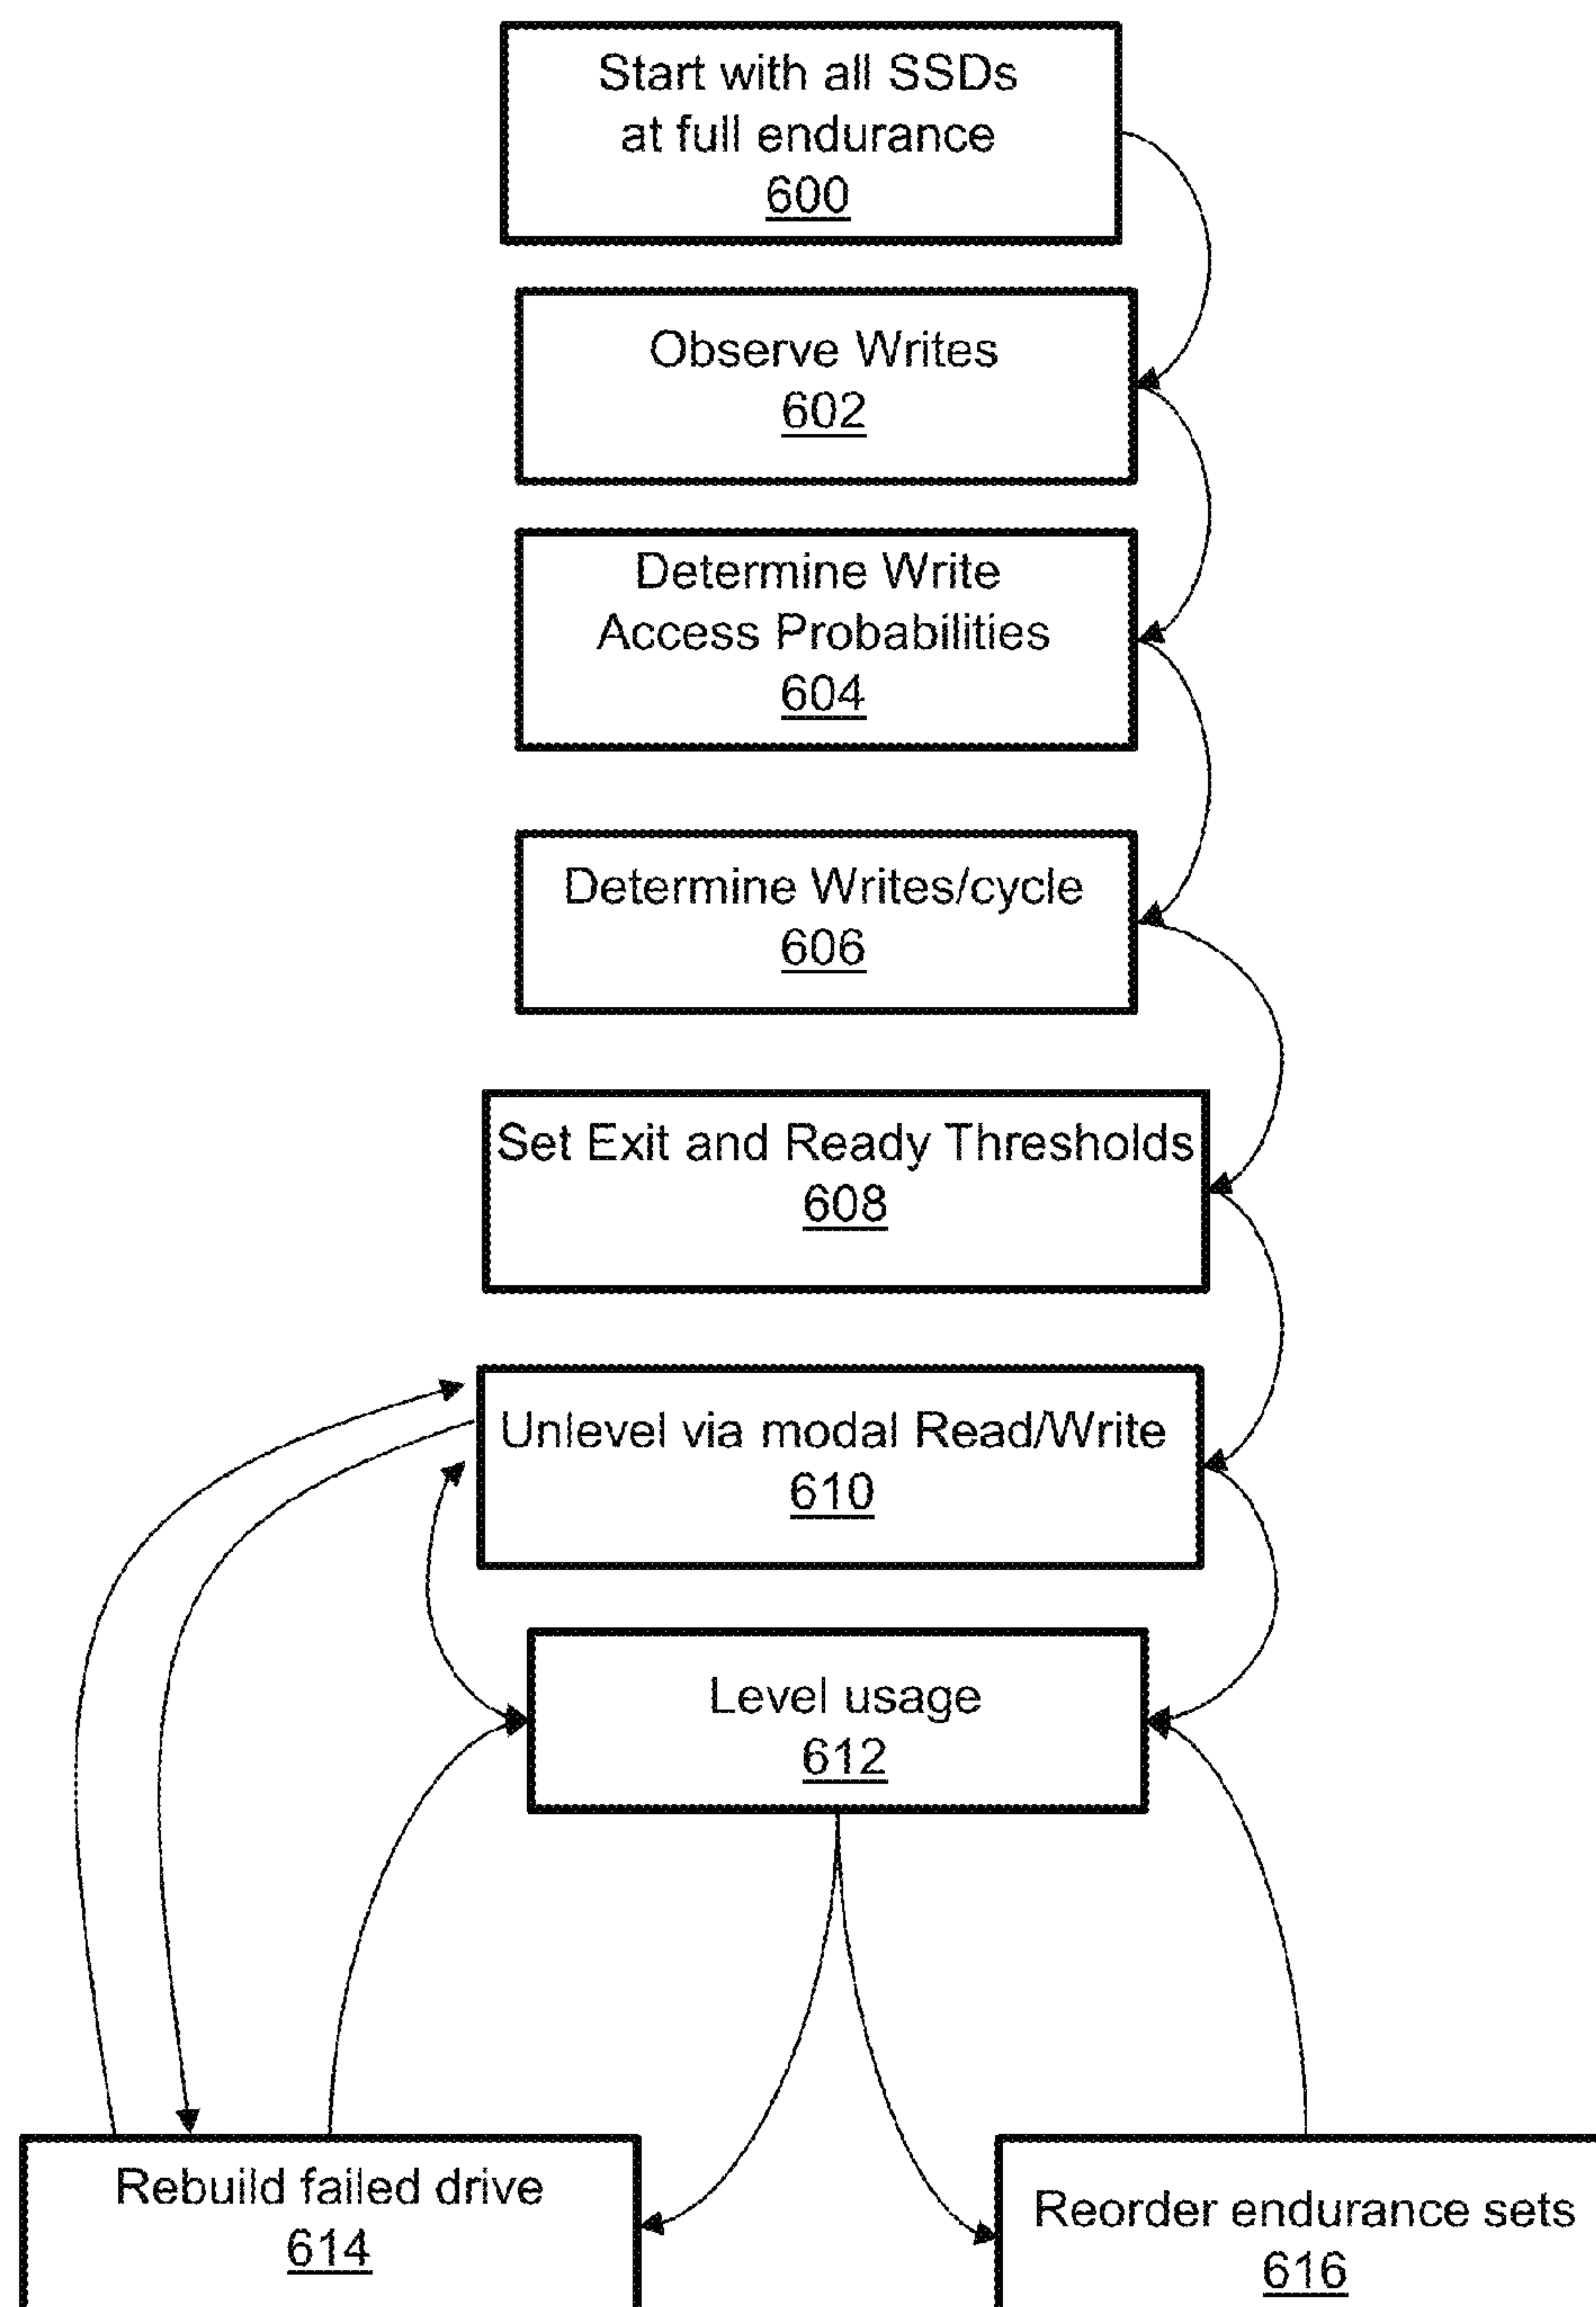 Start with all SSDs
at full endurance
600
Observe Writes
602
Determine Write
Access Probabilities
604
Determine Writes/cycle
606
Set Exit and Ready Thresholds
608
Unlevel via modal Read/Write
610
Level usage
612
Rebuild failed drive
614
Reorder endurance sets
616